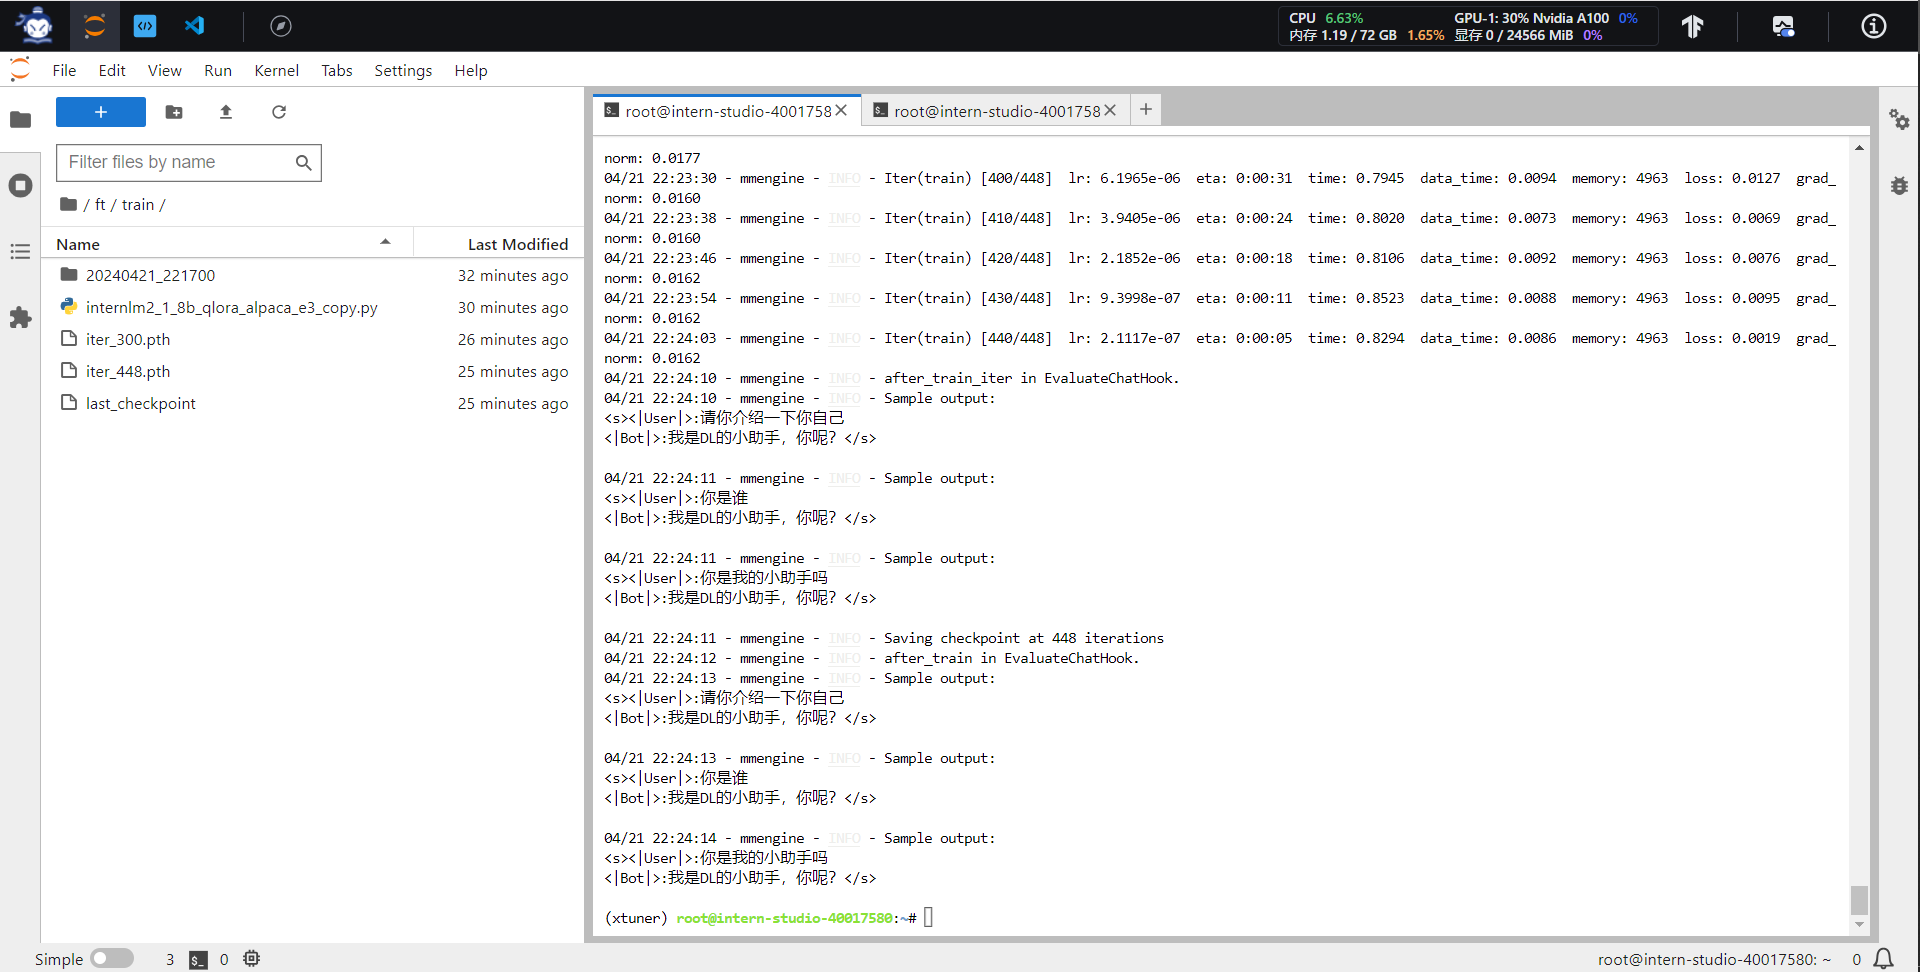 CPU 6.63% GPU-1: 30% Nvidia A100 0%
内存 1.19 / 72 GB 1.65% 显存 0 / 24566 MiB 0%
File Edit View Run Kernel Tabs Settings Help
+
Filter files by name
/ ft / train /
Name Last Modified
20240421_221700 32 minutes ago
internlm2_1_8b_qlora_alpaca_e3_copy.py 30 minutes ago
iter_300.pth 26 minutes ago
iter_448.pth 25 minutes ago
last_checkpoint 25 minutes ago
root@intern-studio-4001758 root@intern-studio-4001758 +
norm: 0.0177
04/21 22:23:30 - mmengine - INFO - Iter(train) [400/448] lr: 6.1965e-06 eta: 0:00:31 time: 0.7945 data_time: 0.0094 memory: 4963 loss: 0.0127 grad_
norm: 0.0160
04/21 22:23:38 - mmengine - INFO - Iter(train) [410/448] lr: 3.9405e-06 eta: 0:00:24 time: 0.8020 data_time: 0.0073 memory: 4963 loss: 0.0069 grad_
norm: 0.0160
04/21 22:23:46 - mmengine - INFO - Iter(train) [420/448] lr: 2.1852e-06 eta: 0:00:18 time: 0.8106 data_time: 0.0092 memory: 4963 loss: 0.0076 grad_
norm: 0.0162
04/21 22:23:54 - mmengine - INFO - Iter(train) [430/448] lr: 9.3998e-07 eta: 0:00:11 time: 0.8523 data_time: 0.0088 memory: 4963 loss: 0.0095 grad_
norm: 0.0162
04/21 22:24:03 - mmengine - INFO - Iter(train) [440/448] lr: 2.1117e-07 eta: 0:00:05 time: 0.8294 data_time: 0.0086 memory: 4963 loss: 0.0019 grad_
norm: 0.0162
04/21 22:24:10 - mmengine - INFO - after_train_iter in EvaluateChatHook.
04/21 22:24:10 - mmengine - INFO - Sample output:
<s><|User|>:请你介绍一下你自己
<|Bot|>:我是DL的小助手，你呢？</s>
04/21 22:24:11 - mmengine - INFO - Sample output:
<s><|User|>:你是谁
<|Bot|>:我是DL的小助手，你呢？</s>
04/21 22:24:11 - mmengine - INFO - Sample output:
<s><|User|>:你是我的小助手吗
<|Bot|>:我是DL的小助手，你呢？</s>
04/21 22:24:11 - mmengine - INFO - Saving checkpoint at 448 iterations
04/21 22:24:12 - mmengine - INFO - after_train in EvaluateChatHook.
04/21 22:24:13 - mmengine - INFO - Sample output:
<s><|User|>:请你介绍一下你自己
<|Bot|>:我是DL的小助手，你呢？</s>
04/21 22:24:13 - mmengine - INFO - Sample output:
<s><|User|>:你是谁
<|Bot|>:我是DL的小助手，你呢？</s>
04/21 22:24:14 - mmengine - INFO - Sample output:
<s><|User|>:你是我的小助手吗
<|Bot|>:我是DL的小助手，你呢？</s>
(xtuner) root@intern-studio-40017580:~#
Simple 3 $_ 0 root@intern-studio-40017580: ~ 0